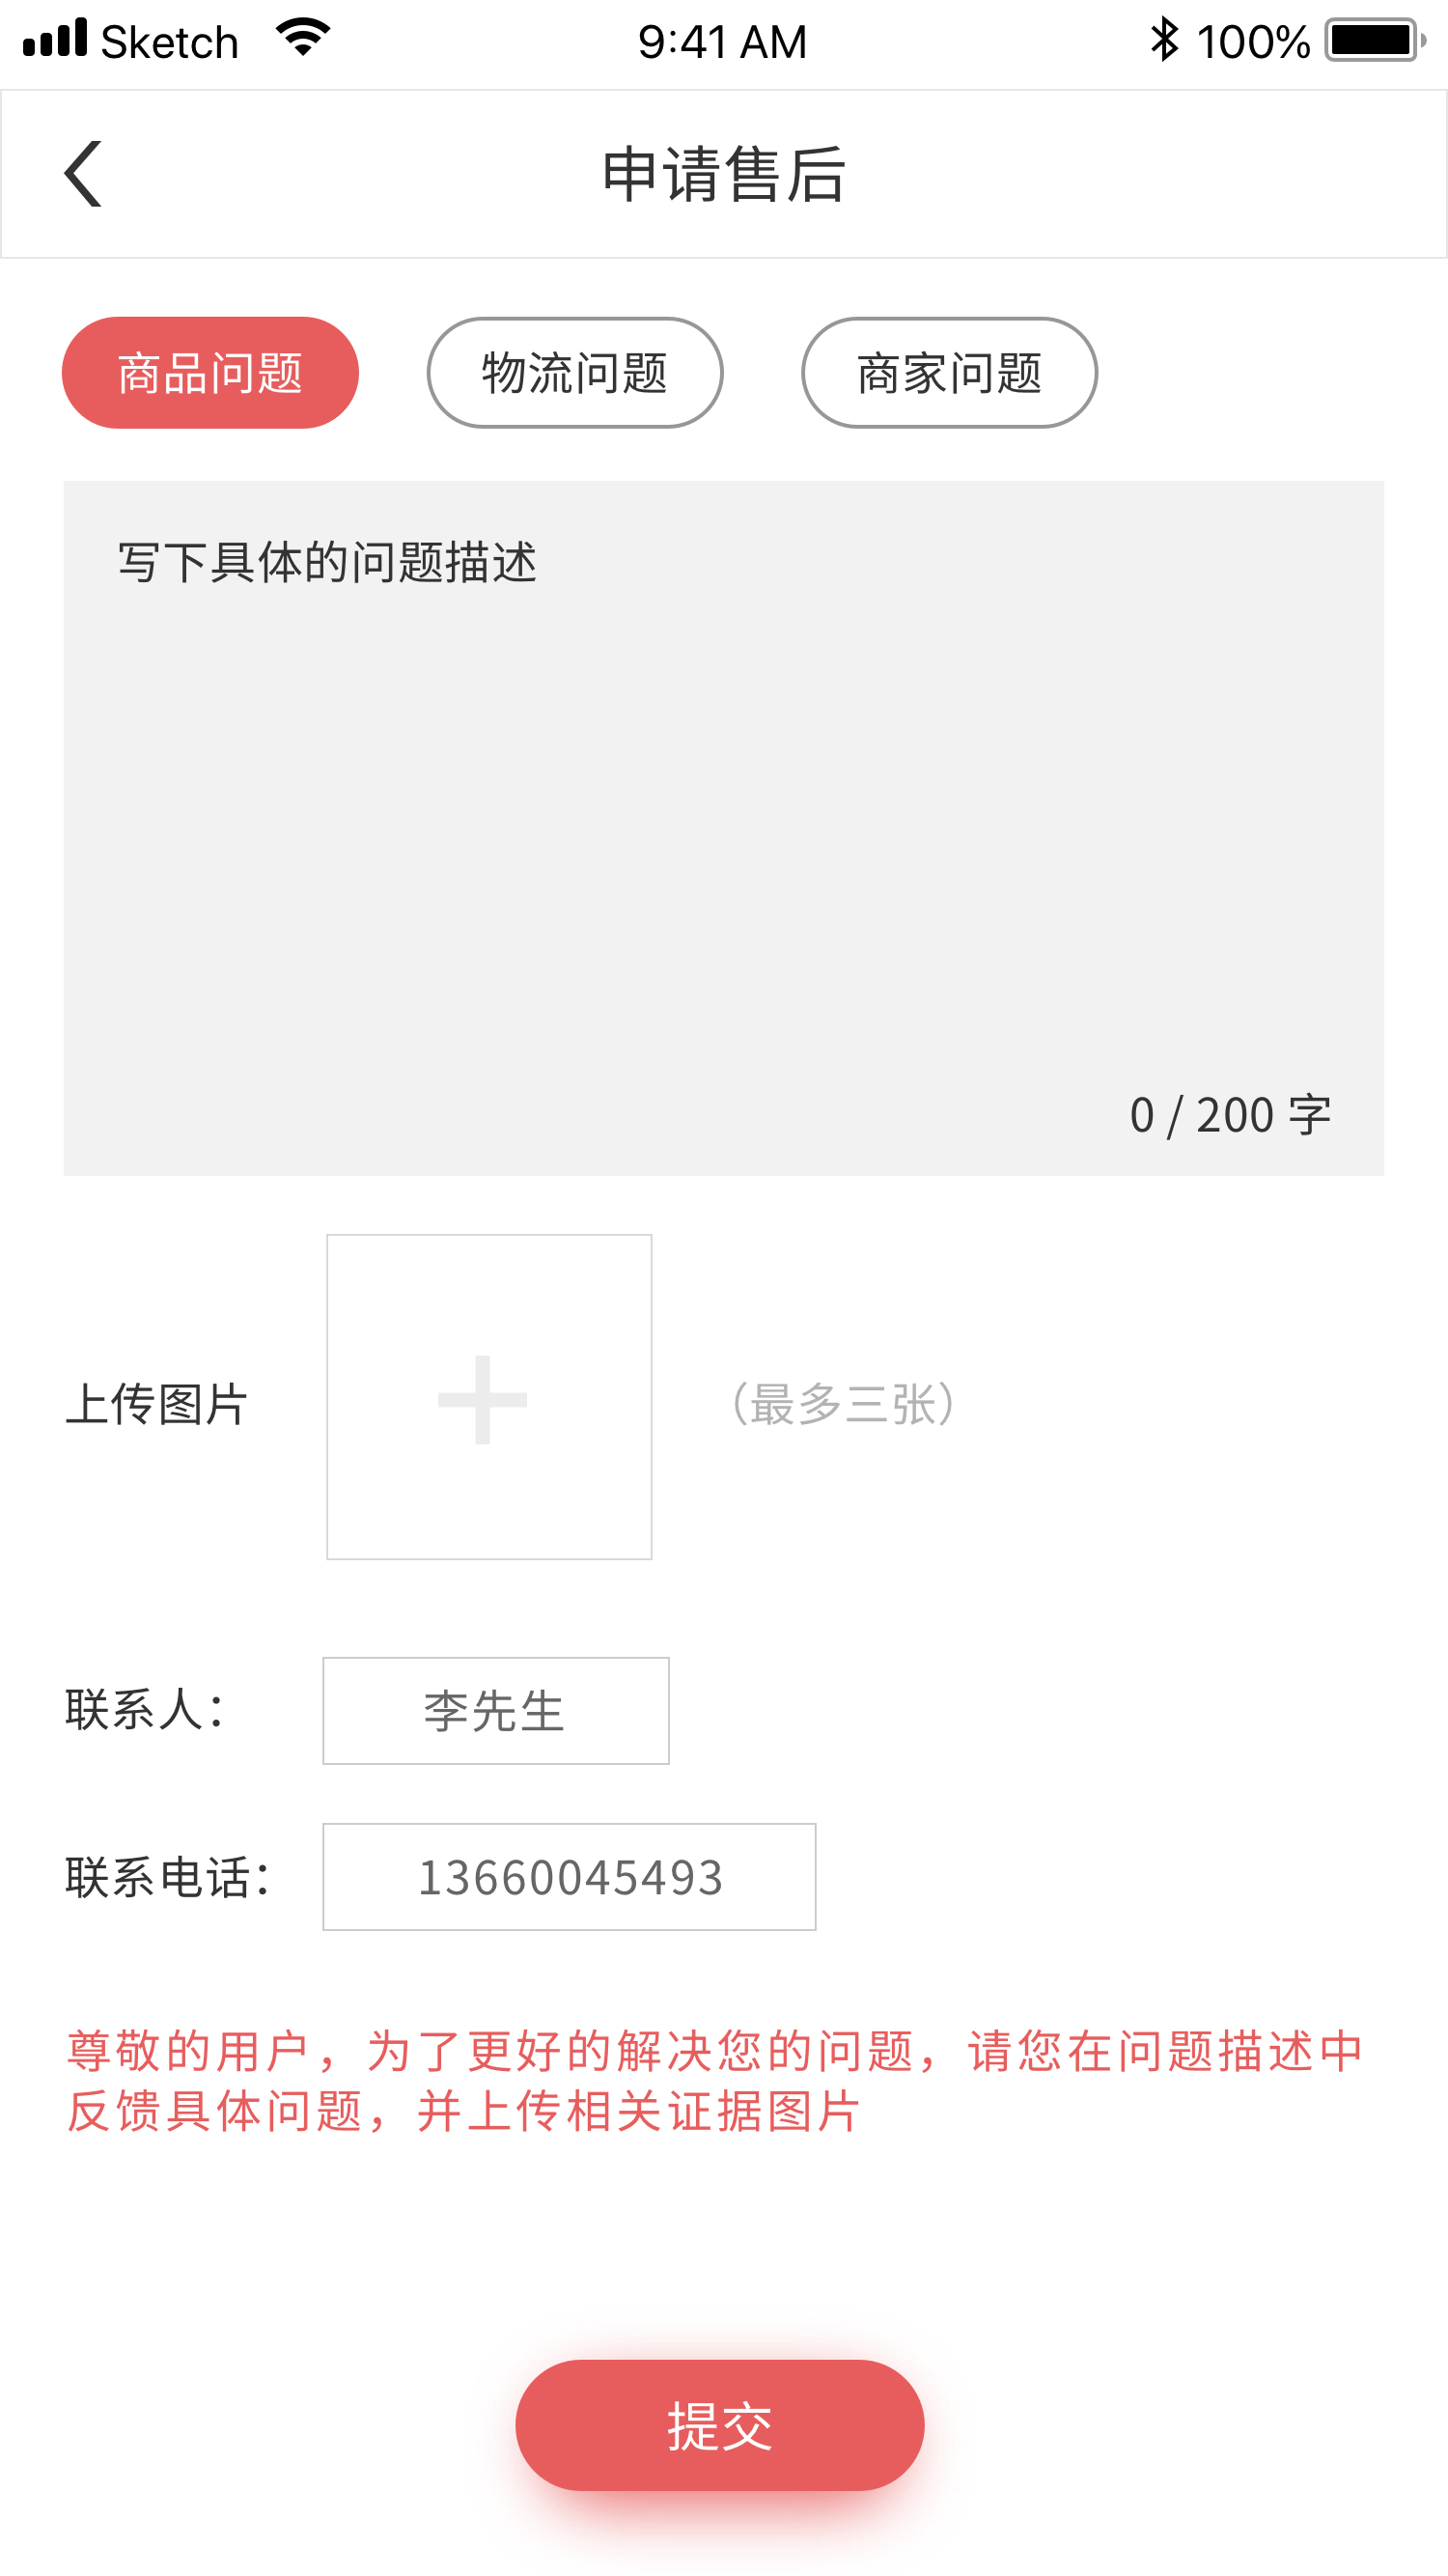 Sketch 9:41 AM 100%
申请售后
商品问题 物流问题 商家问题
写下具体的问题描述
0 / 200 字
上传图片 （最多三张）
联系人： 李先生
联系电话： 13660045493
尊敬的用户，为了更好的解决您的问题，请您在问题描述中
反馈具体问题，并上传相关证据图片
提交